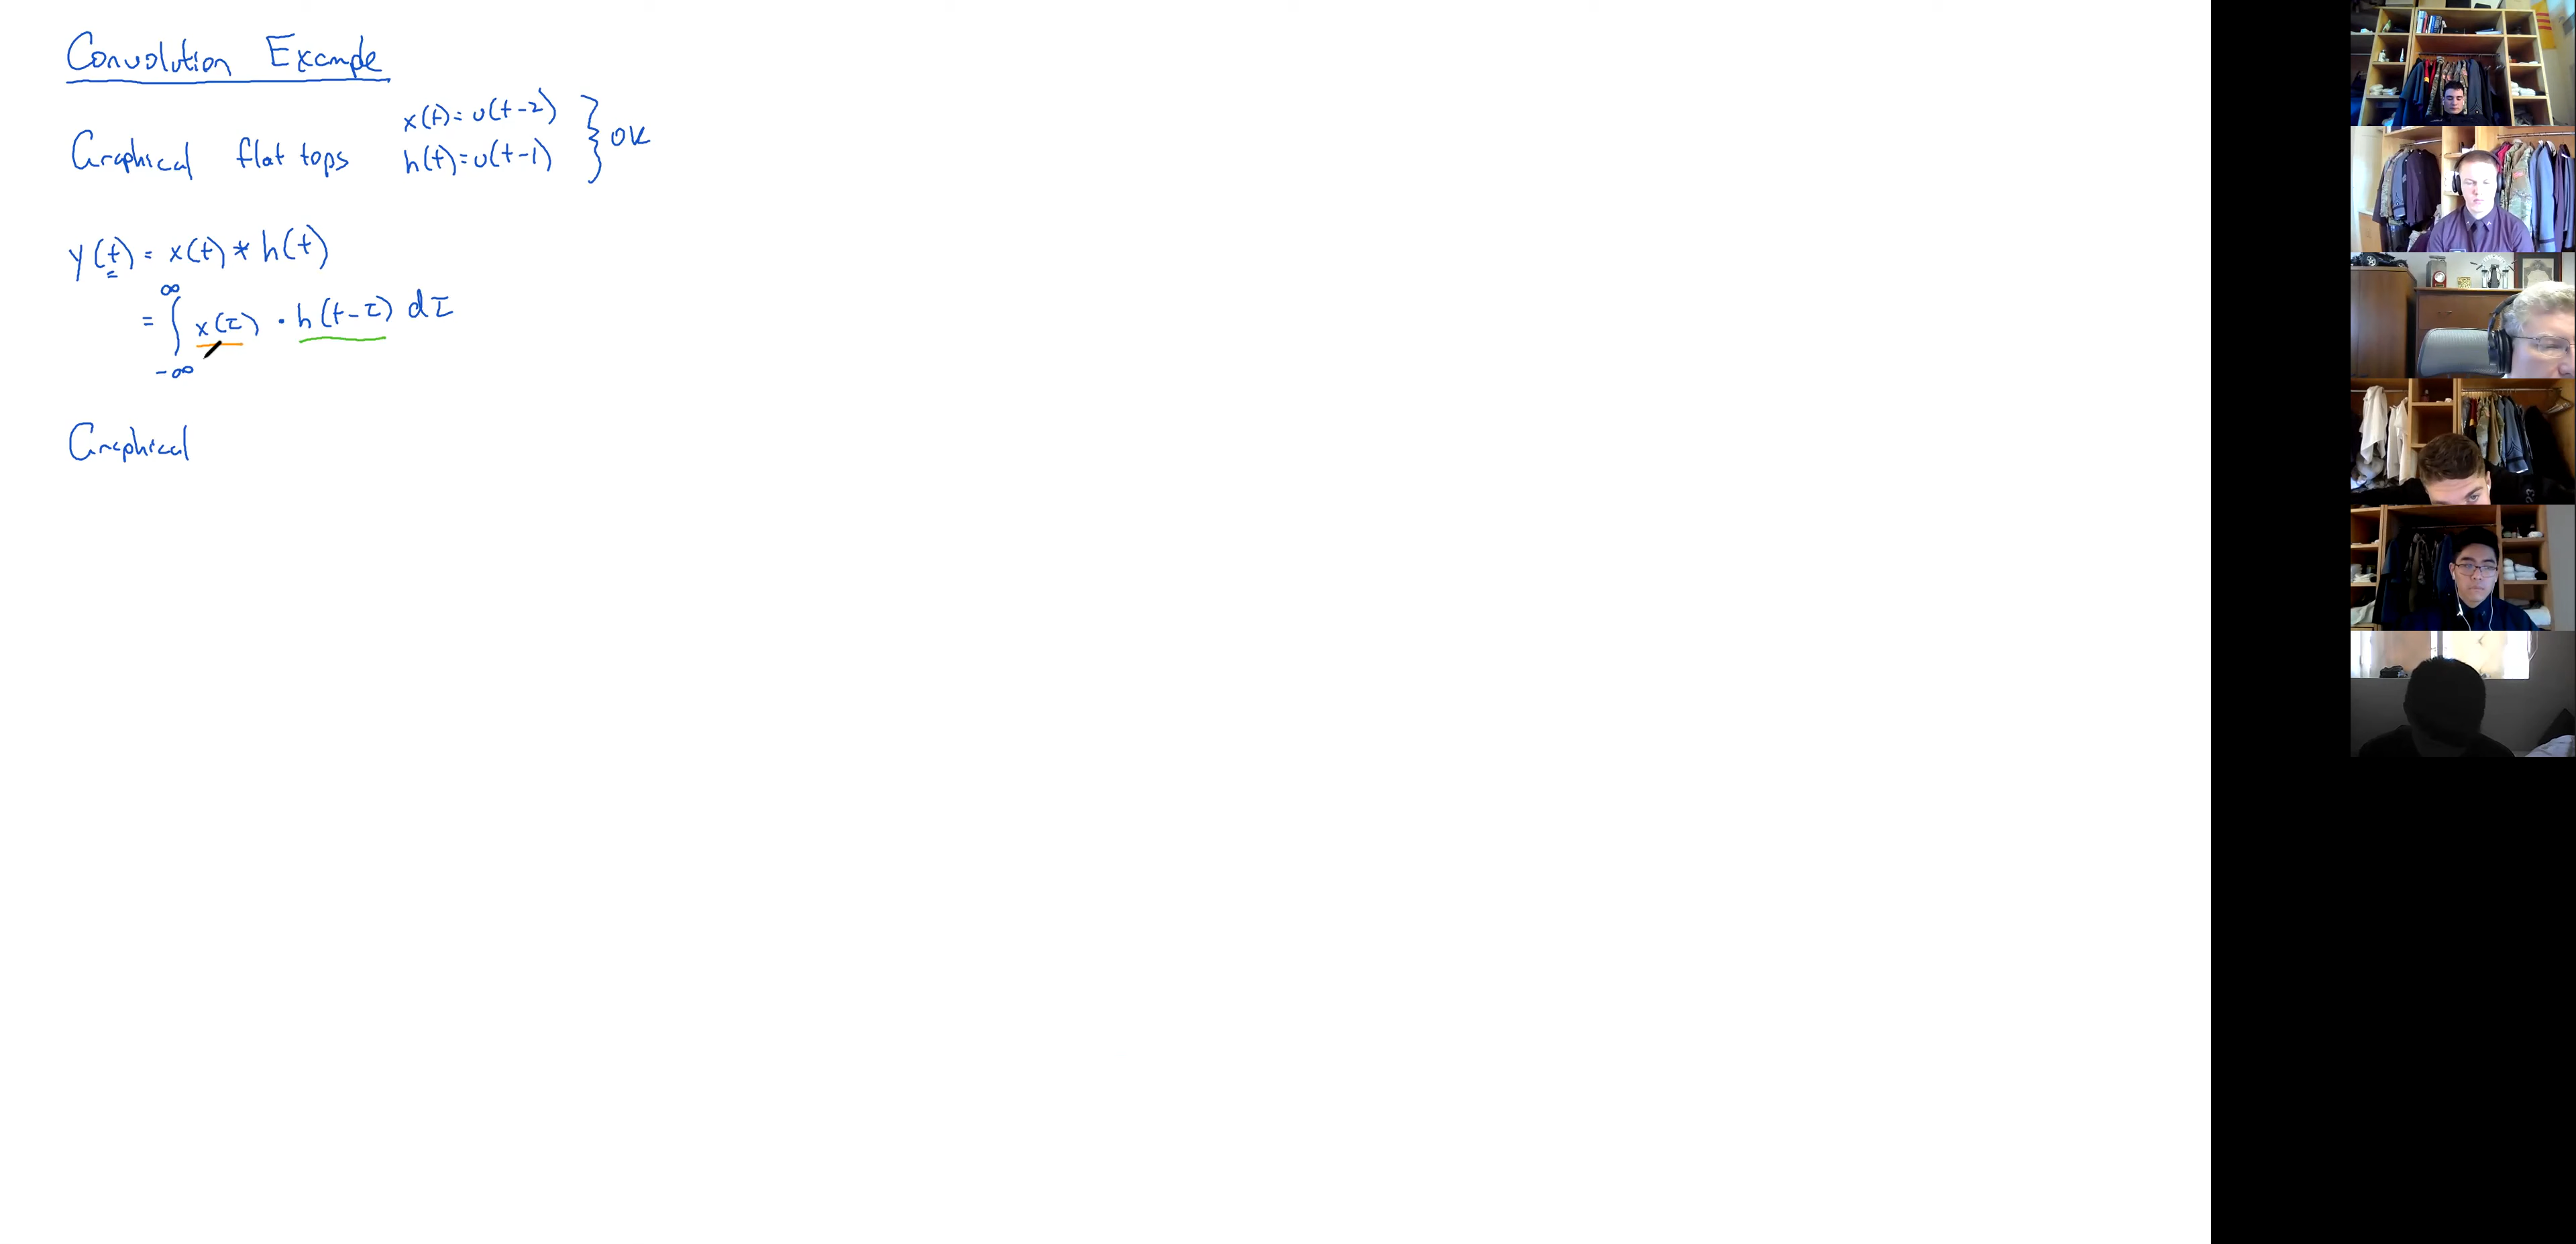 Convolution Example
x(t)=u(t-2)
Graphical flat tops h(t)=u(t-1) } OK
y(t) = x(t) * h(t)
= ∫ x(τ) · h(t-τ) dτ
∞
-∞
Graphical